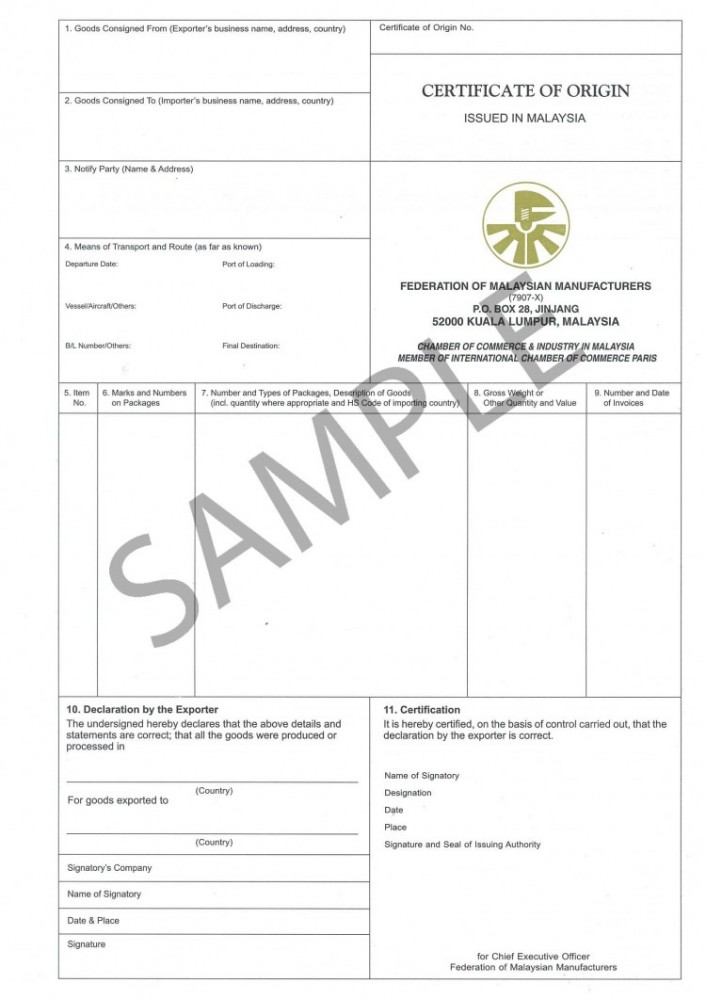 1. Goods Consigned From (Exporter's business name, address, country)
Certificate of Origin No.
CERTIFICATE OF ORIGIN
ISSUED IN MALAYSIA
2. Goods Consigned To (Importer's business name, address, country)
3. Notify Party (Name & Address)
4. Means of Transport and Route (as far as known)
Departure Date:
Port of Loading:
Vessel/Aircraft/Others:
Port of Discharge:
B/L Number/Others:
Final Destination:
FEDERATION OF MALAYSIAN MANUFACTURERS
(7907-X)
P.O. BOX 28, JINJANG
52000 KUALA LUMPUR, MALAYSIA
CHAMBER OF COMMERCE & INDUSTRY IN MALAYSIA
MEMBER OF INTERNATIONAL CHAMBER OF COMMERCE PARIS
5. Item
No.
6. Marks and Numbers
on Packages
7. Number and Types of Packages, Description of Goods
(incl. quantity where appropriate and HS Code of importing country)
8. Gross Weight or
Other Quantity and Value
9. Number and Date
of Invoices
SAMPLE
10. Declaration by the Exporter
The undersigned hereby declares that the above details and
statements are correct; that all the goods were produced or
processed in
(Country)
For goods exported to
(Country)
Signatory's Company
Name of Signatory
Date & Place
Signature
11. Certification
It is hereby certified, on the basis of control carried out, that the
declaration by the exporter is correct.
Name of Signatory
Designation
Date
Place
Signature and Seal of Issuing Authority
for Chief Executive Officer
Federation of Malaysian Manufacturers